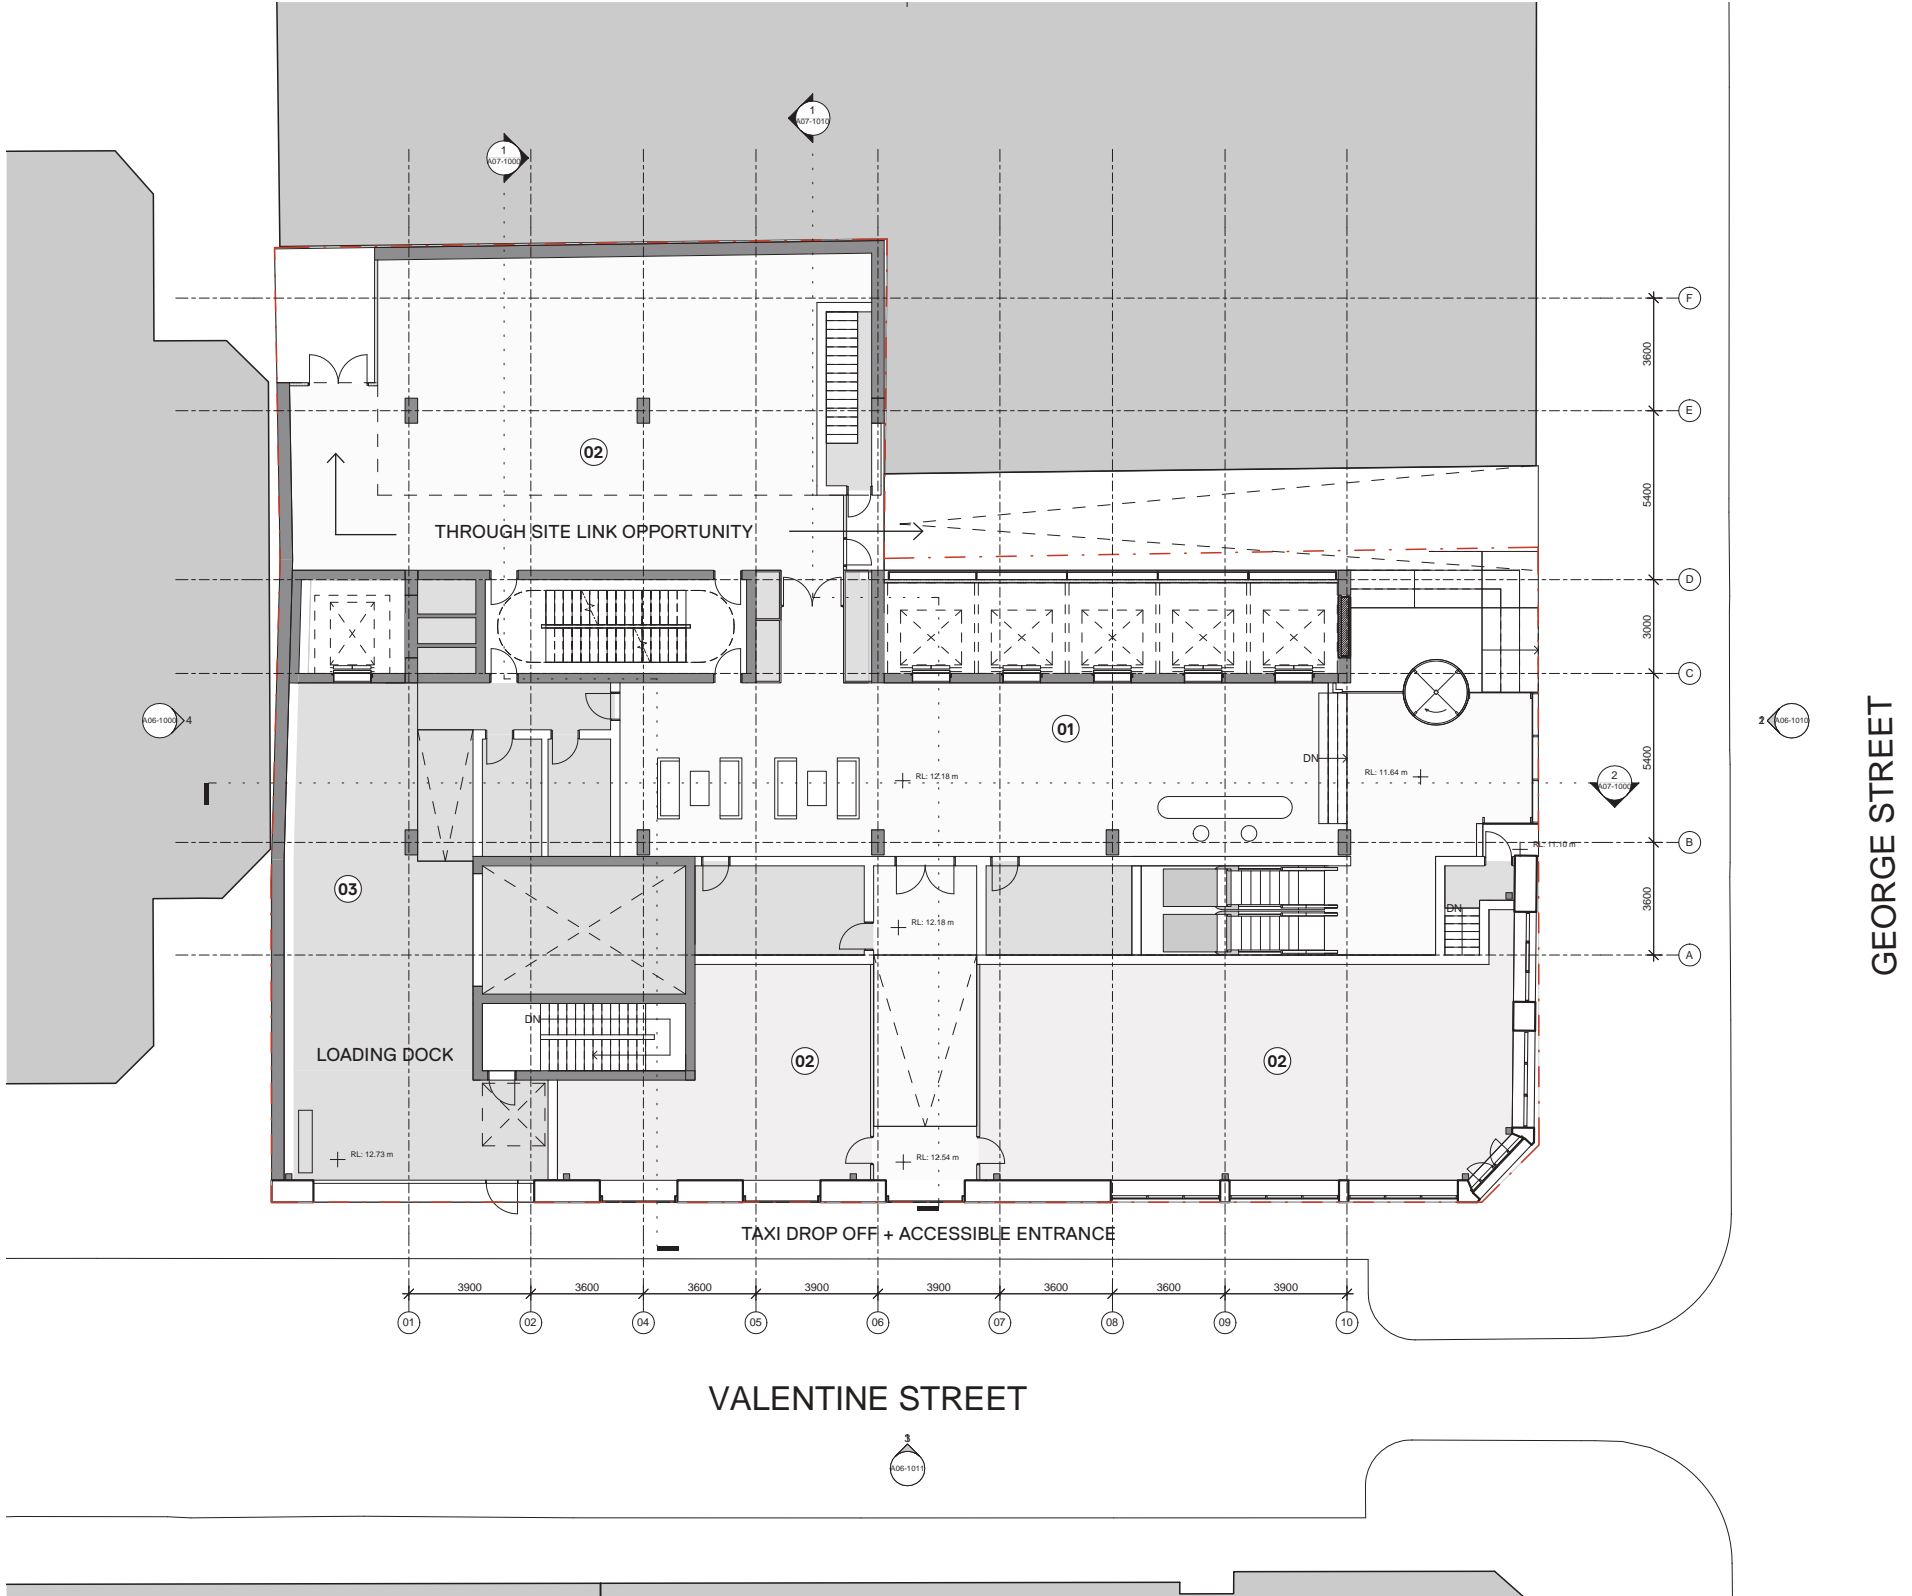 1
A07-1010
1
A07-1000
F
3600
E
02
5400
THROUGH SITE LINK OPPORTUNITY
D
3000
C
A06-1000 4
01
A06-1010
GEORGE STREET
DN
5400
RL: 12.18 m
RL: 11.64 m
2
A07-1000
B
RL: 11.10 m
03
3600
DN
RL: 12.18 m
A
DN
LOADING DOCK
02
02
RL: 12.73 m
RL: 12.54 m
TAXI DROP OFF + ACCESSIBLE ENTRANCE
3900 3600 3600 3900 3900 3600 3600 3900
01 02 04 05 06 07 08 09 10
VALENTINE STREET
A06-1011